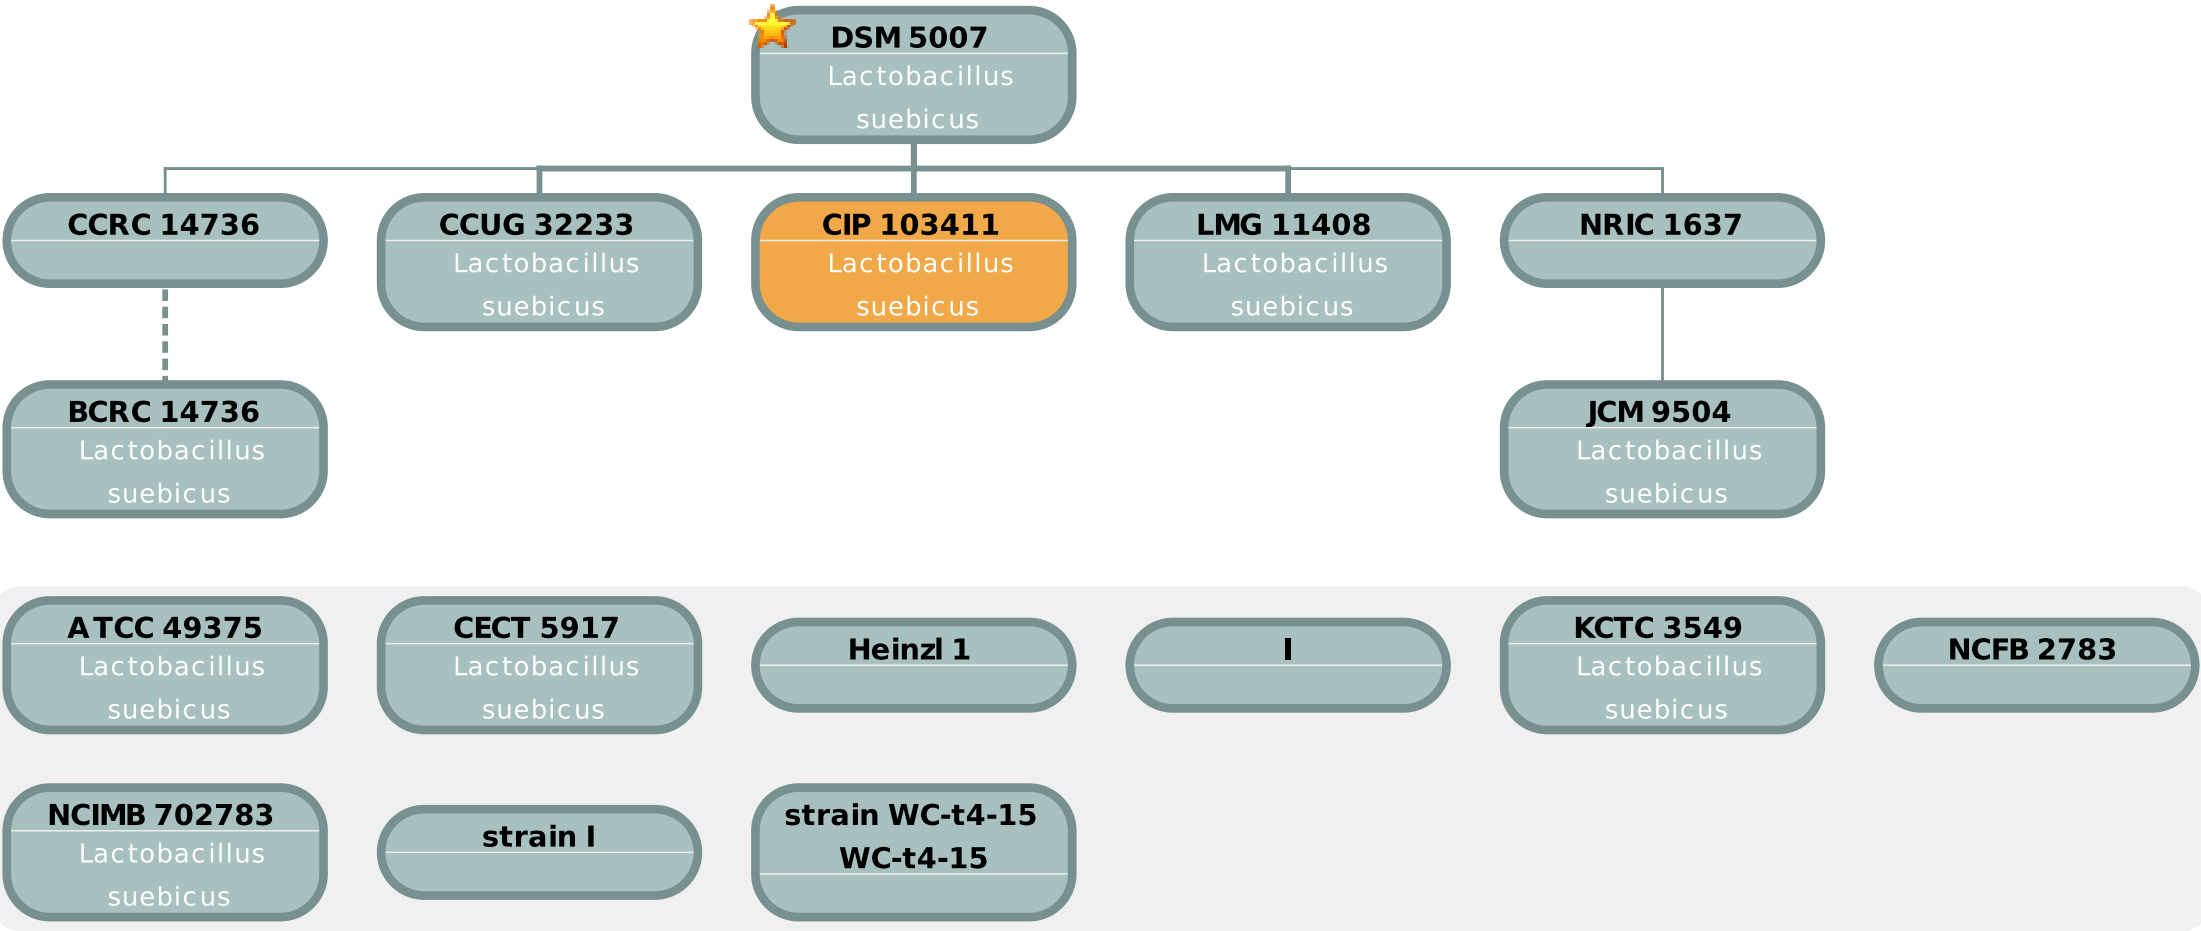 DSM 5007
Lactobacillus
suebicus
CCRC 14736
CCUG 32233
Lactobacillus
suebicus
CIP 103411
Lactobacillus
suebicus
LMG 11408
Lactobacillus
suebicus
NRIC 1637
BCRC 14736
Lactobacillus
suebicus
JCM 9504
Lactobacillus
suebicus
ATCC 49375
Lactobacillus
suebicus
CECT 5917
Lactobacillus
suebicus
Heinzl 1
I
KCTC 3549
Lactobacillus
suebicus
NCFB 2783
NCIMB 702783
Lactobacillus
suebicus
strain I
strain WC-t4-15
WC-t4-15